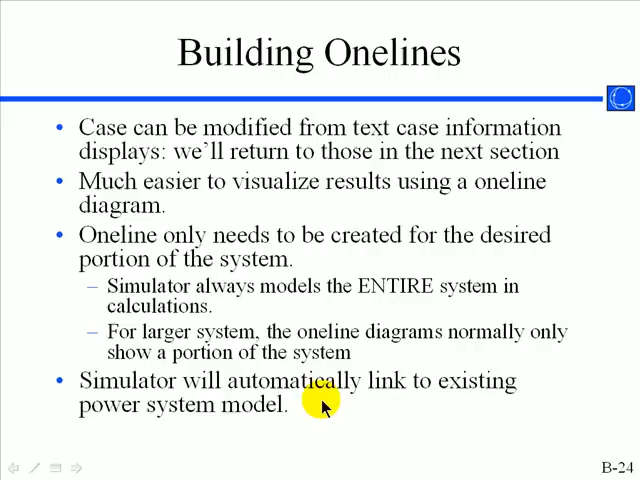 Building Onelines
• Case can be modified from text case information
displays: we'll return to those in the next section
• Much easier to visualize results using a oneline
diagram.
• Oneline only needs to be created for the desired
portion of the system.
– Simulator always models the ENTIRE system in
calculations.
– For larger system, the oneline diagrams normally only
show a portion of the system
• Simulator will automatically link to existing
power system model.
B-24